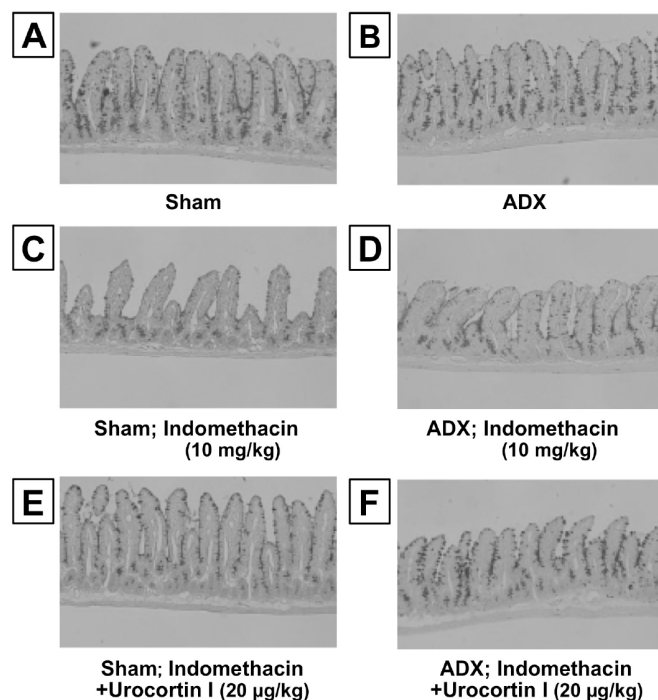 A
B
Sham
ADX
C
D
Sham; Indomethacin
(10 mg/kg)
ADX; Indomethacin
(10 mg/kg)
E
F
Sham; Indomethacin
+Urocortin I (20 µg/kg)
ADX; Indomethacin
+Urocortin I (20 µg/kg)